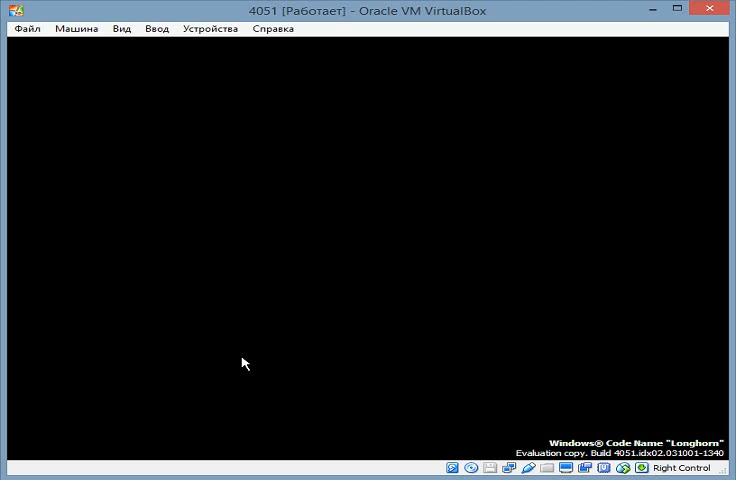 4051 [Работает] - Oracle VM VirtualBox
Файл Машина Вид Ввод Устройства Справка
Windows® Code Name "Longhorn"
Evaluation copy. Build 4051.idx02.031001-1340
Right Control